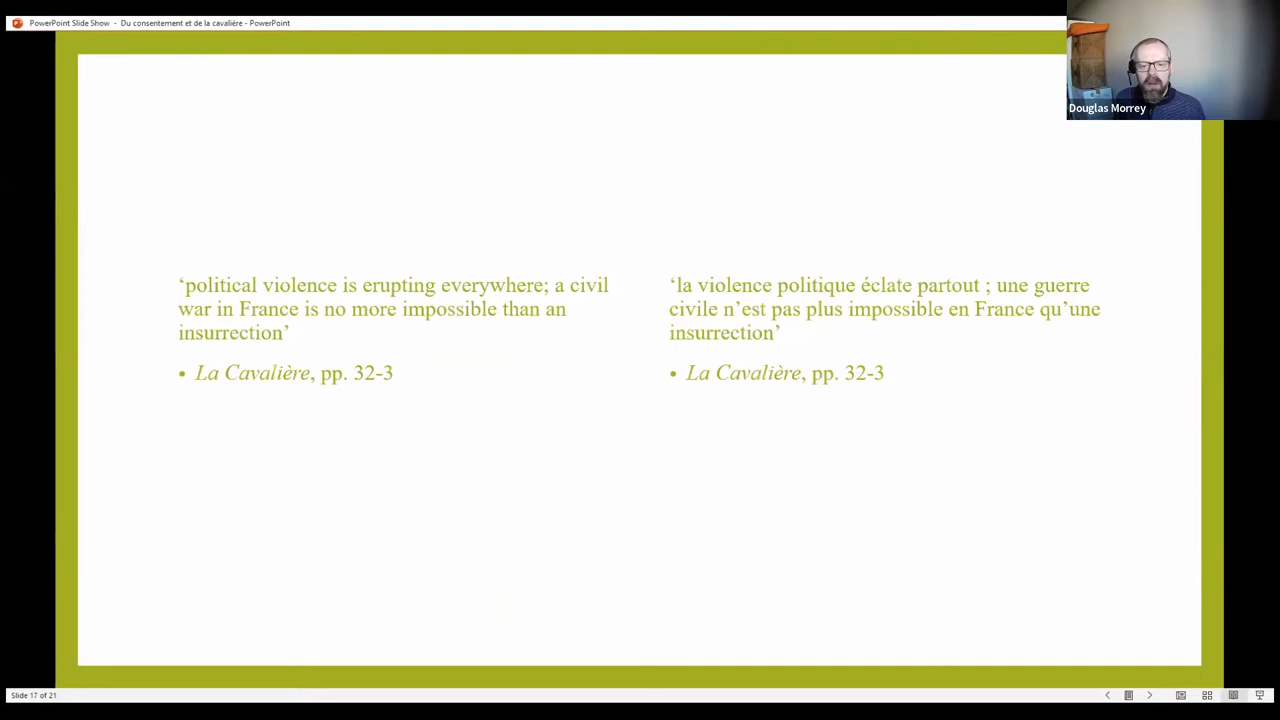 PowerPoint Slide Show - Du consentement et de la cavalière - PowerPoint
Douglas Morrey
‘political violence is erupting everywhere; a civil
war in France is no more impossible than an
insurrection’
• La Cavalière, pp. 32-3
‘la violence politique éclate partout ; une guerre
civile n’est pas plus impossible en France qu’une
insurrection’
• La Cavalière, pp. 32-3
Slide 17 of 21